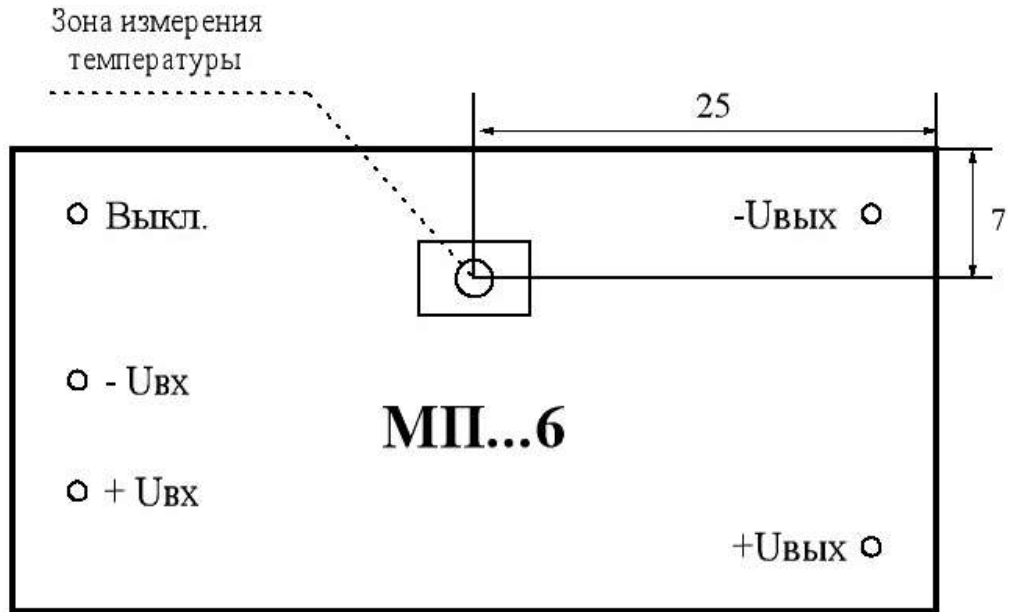 Зона измерения
температуры
25
Выкл.
-Uвых
7
- Uвх
МП...6
+ Uвх
+Uвых